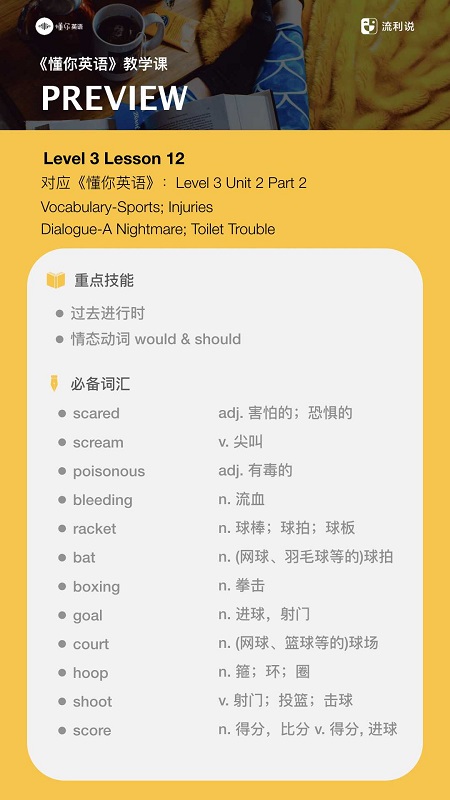 懂你英语
流利说
《懂你英语》教学课
PREVIEW
Level 3 Lesson 12
对应《懂你英语》：Level 3 Unit 2 Part 2
Vocabulary-Sports; Injuries
Dialogue-A Nightmare; Toilet Trouble
重点技能
过去进行时
情态动词 would & should
必备词汇
scared adj. 害怕的；恐惧的
scream v. 尖叫
poisonous adj. 有毒的
bleeding n. 流血
racket n. 球棒；球拍；球板
bat n. (网球、羽毛球等的)球拍
boxing n. 拳击
goal n. 进球，射门
court n. (网球、篮球等的)球场
hoop n. 箍；环；圈
shoot v. 射门；投篮；击球
score n. 得分，比分 v. 得分, 进球